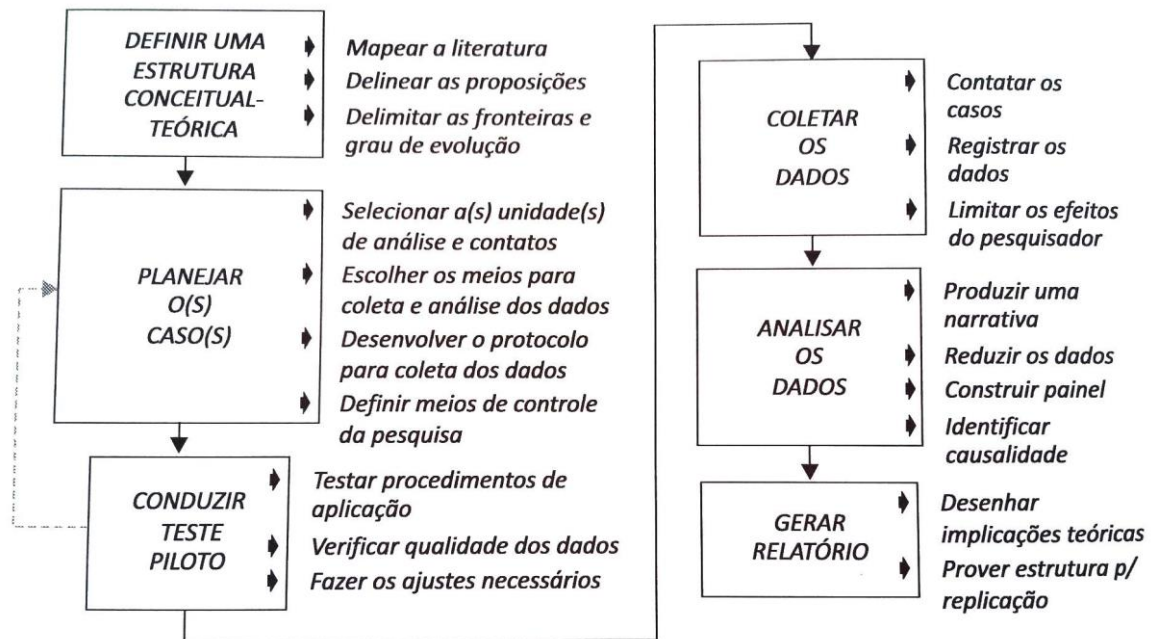 DEFINIR UMA
ESTRUTURA
CONCEITUAL-
TEÓRICA
Mapear a literatura
Delinear as proposições
Delimitar as fronteiras e
grau de evolução
PLANEJAR
O(S)
CASO(S)
Selecionar a(s) unidade(s)
de análise e contatos
Escolher os meios para
coleta e análise dos dados
Desenvolver o protocolo
para coleta dos dados
Definir meios de controle
da pesquisa
CONDUZIR
TESTE
PILOTO
Testar procedimentos de
aplicação
Verificar qualidade dos dados
Fazer os ajustes necessários
COLETAR
OS
DADOS
Contatar os
casos
Registrar os
dados
Limitar os efeitos
do pesquisador
ANALISAR
OS
DADOS
Produzir uma
narrativa
Reduzir os dados
Construir painel
Identificar
causalidade
GERAR
RELATÓRIO
Desenhar
implicações teóricas
Prover estrutura p/
replicação